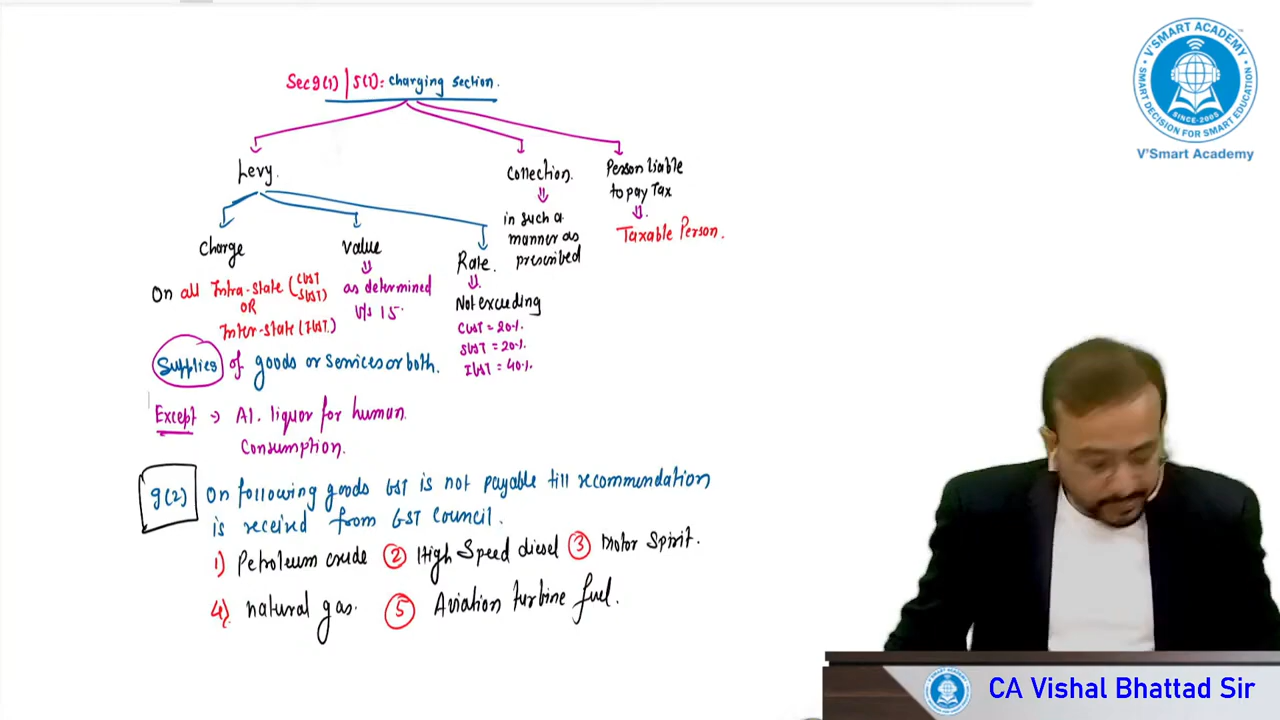 Sec 9(1) | 5(1): charging section.
Levy.
Collection.
Person liable
to pay Tax
in such a
manner as
prescribed
Taxable Person.
Charge
Value
Rate.
On all Intra-state (CGST
SGST)
OR
Inter-state (IGST)
as determined
U/s 15.
Not exceeding
CGST = 20%.
SGST = 20%.
IGST = 40%.
Supplies of goods or services or both.
Except → Al. liquor for human
Consumption.
9(2) On following goods GST is not payable till recommendation
is received from GST Council.
1) Petroleum crude ② High Speed diesel ③ Motor Spirit.
4) natural gas. ⑤ Aviation turbine fuel.
V'SMART ACADEMY
SMART DECISION FOR SMART EDUCATION
SINCE-2005
V'Smart Academy
CA Vishal Bhattad Sir